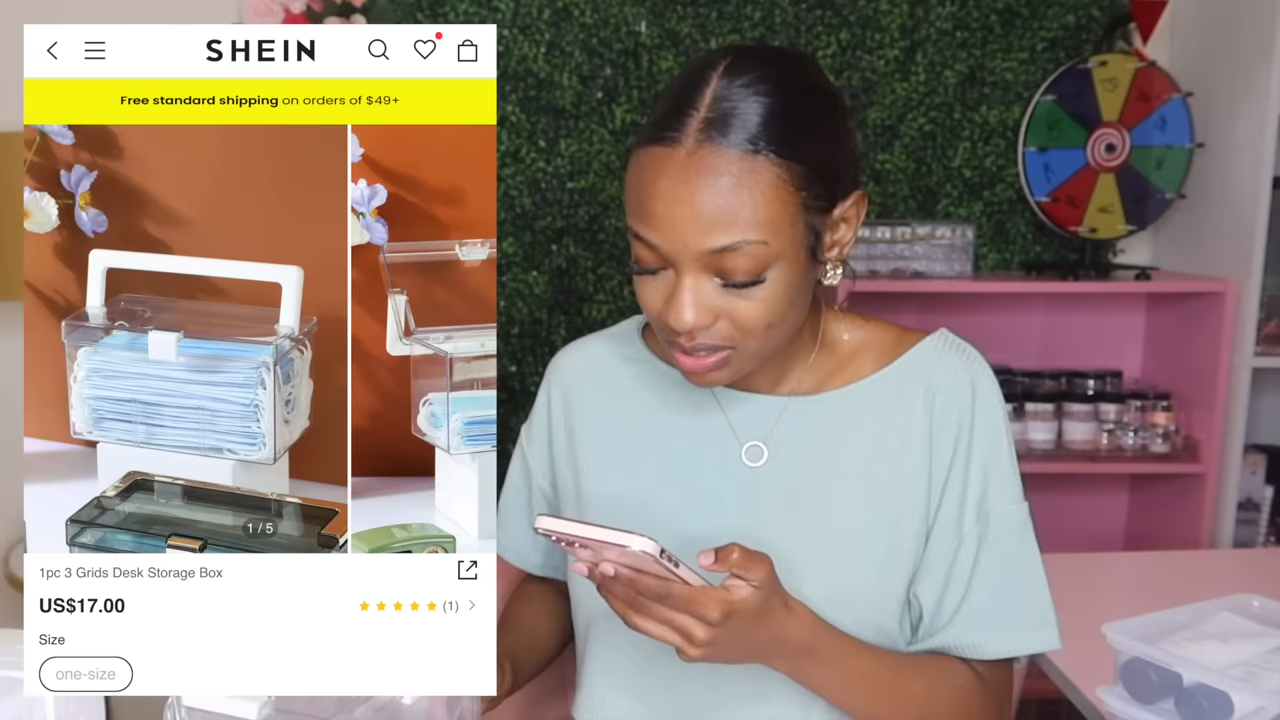 SHEIN
Free standard shipping on orders of $49+
1 / 5
1pc 3 Grids Desk Storage Box
US$17.00
(1)
Size
one-size